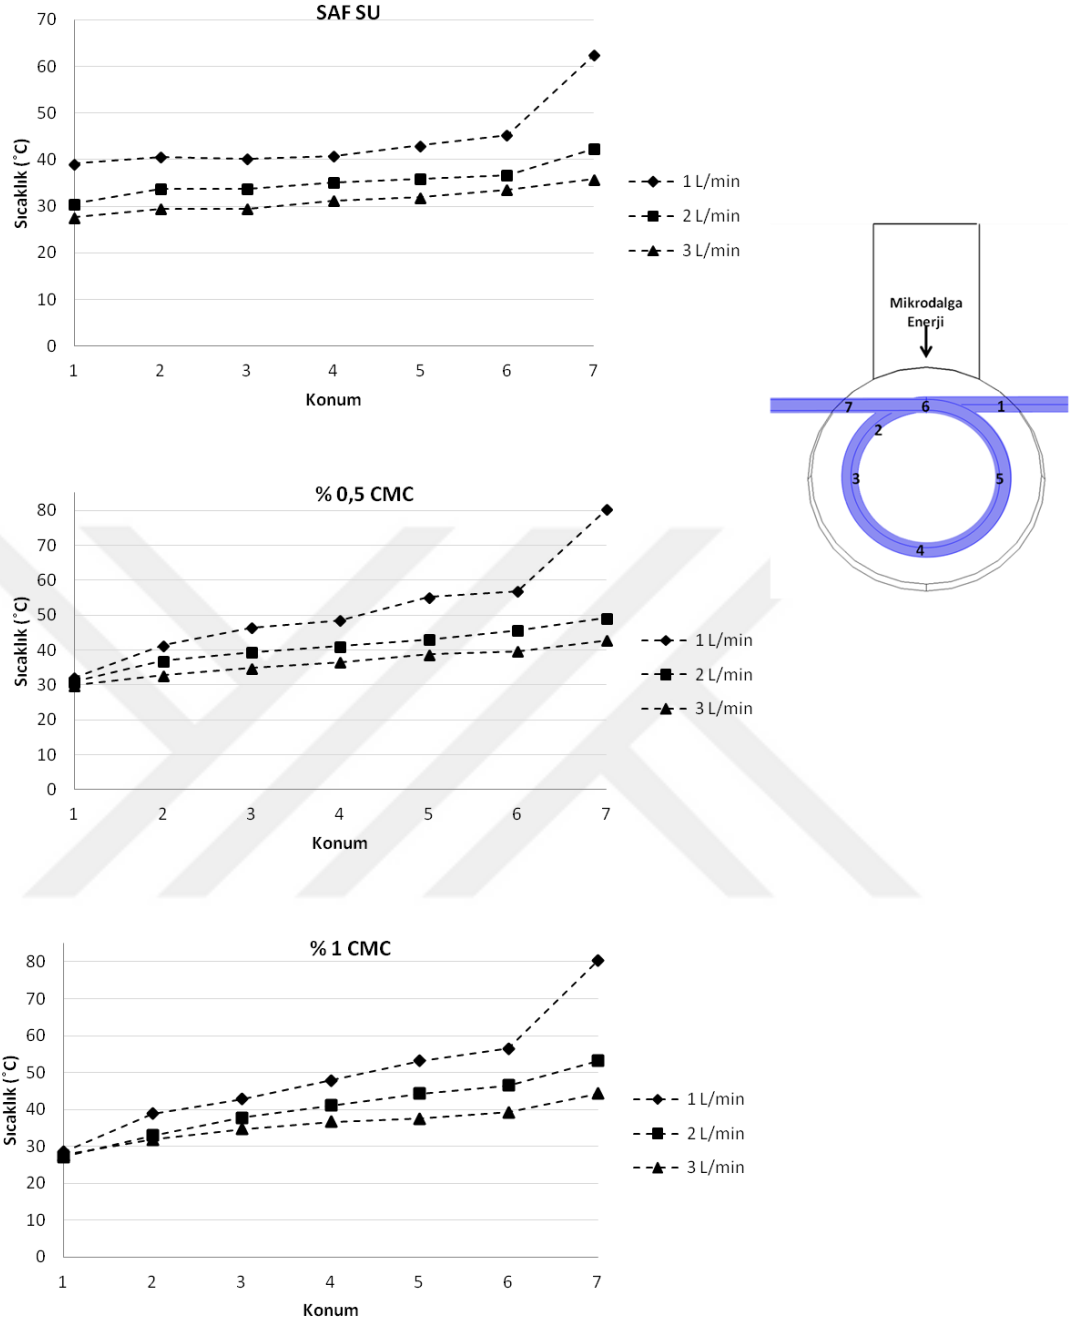 SAF SU
70
60
50
40
30
20
10
0
Sıcaklık (˚C)
1 2 3 4 5 6 7
Konum
1 L/min
2 L/min
3 L/min
Mikrodalga
Enerji
7 6 1
2
3 5
4
% 0,5 CMC
80
70
60
50
40
30
20
10
0
Sıcaklık (˚C)
1 2 3 4 5 6 7
Konum
1 L/min
2 L/min
3 L/min
% 1 CMC
80
70
60
50
40
30
20
10
0
Sıcaklık (˚C)
1 2 3 4 5 6 7
Konum
1 L/min
2 L/min
3 L/min